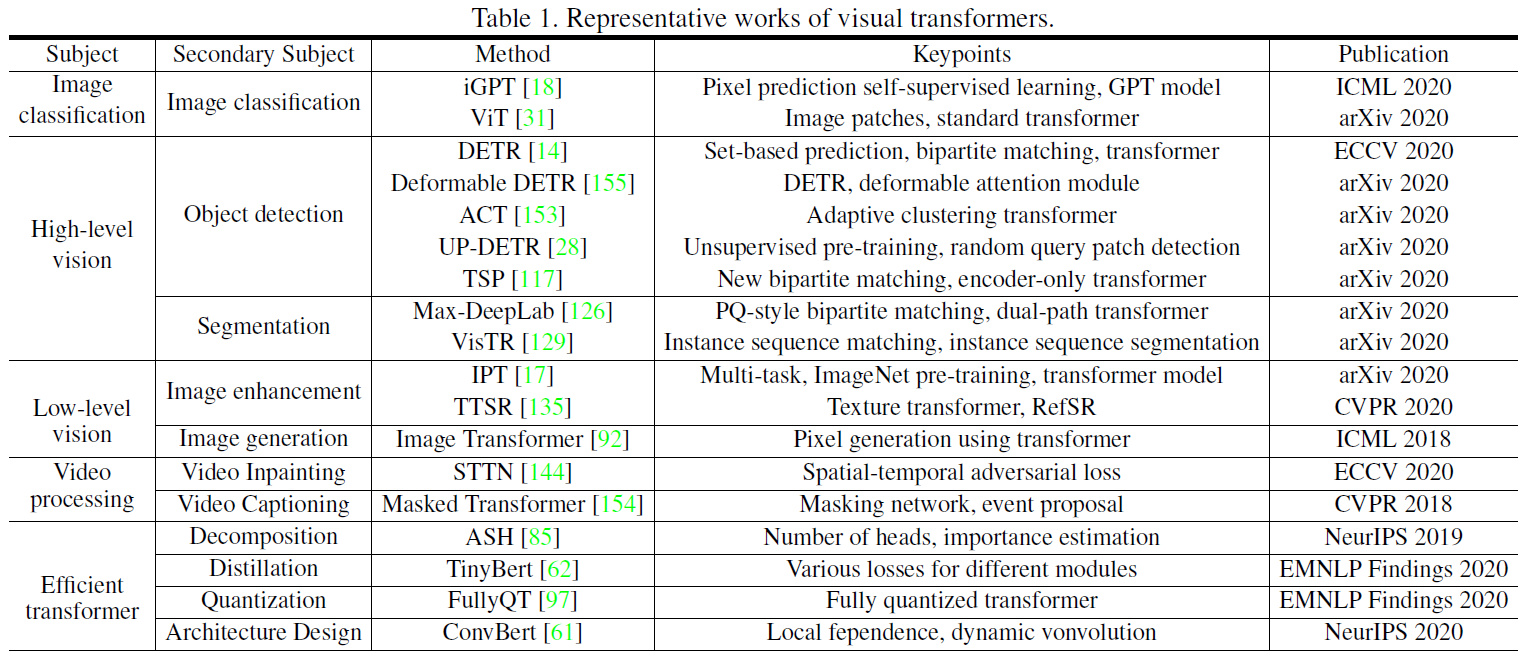 Table 1. Representative works of visual transformers.
Subject Secondary Subject Method Keypoints Publication
Image classification Image classification iGPT [18] Pixel prediction self-supervised learning, GPT model ICML 2020
ViT [31] Image patches, standard transformer arXiv 2020
High-level vision Object detection DETR [14] Set-based prediction, bipartite matching, transformer ECCV 2020
Deformable DETR [155] DETR, deformable attention module arXiv 2020
ACT [153] Adaptive clustering transformer arXiv 2020
UP-DETR [28] Unsupervised pre-training, random query patch detection arXiv 2020
TSP [117] New bipartite matching, encoder-only transformer arXiv 2020
Segmentation Max-DeepLab [126] PQ-style bipartite matching, dual-path transformer arXiv 2020
VisTR [129] Instance sequence matching, instance sequence segmentation arXiv 2020
Low-level vision Image enhancement IPT [17] Multi-task, ImageNet pre-training, transformer model arXiv 2020
TTSR [135] Texture transformer, RefSR CVPR 2020
Image generation Image Transformer [92] Pixel generation using transformer ICML 2018
Video processing Video Inpainting STTN [144] Spatial-temporal adversarial loss ECCV 2020
Video Captioning Masked Transformer [154] Masking network, event proposal CVPR 2018
Efficient transformer Decomposition ASH [85] Number of heads, importance estimation NeurIPS 2019
Distillation TinyBert [62] Various losses for different modules EMNLP Findings 2020
Quantization FullyQT [97] Fully quantized transformer EMNLP Findings 2020
Architecture Design ConvBert [61] Local fependence, dynamic vonvolution NeurIPS 2020